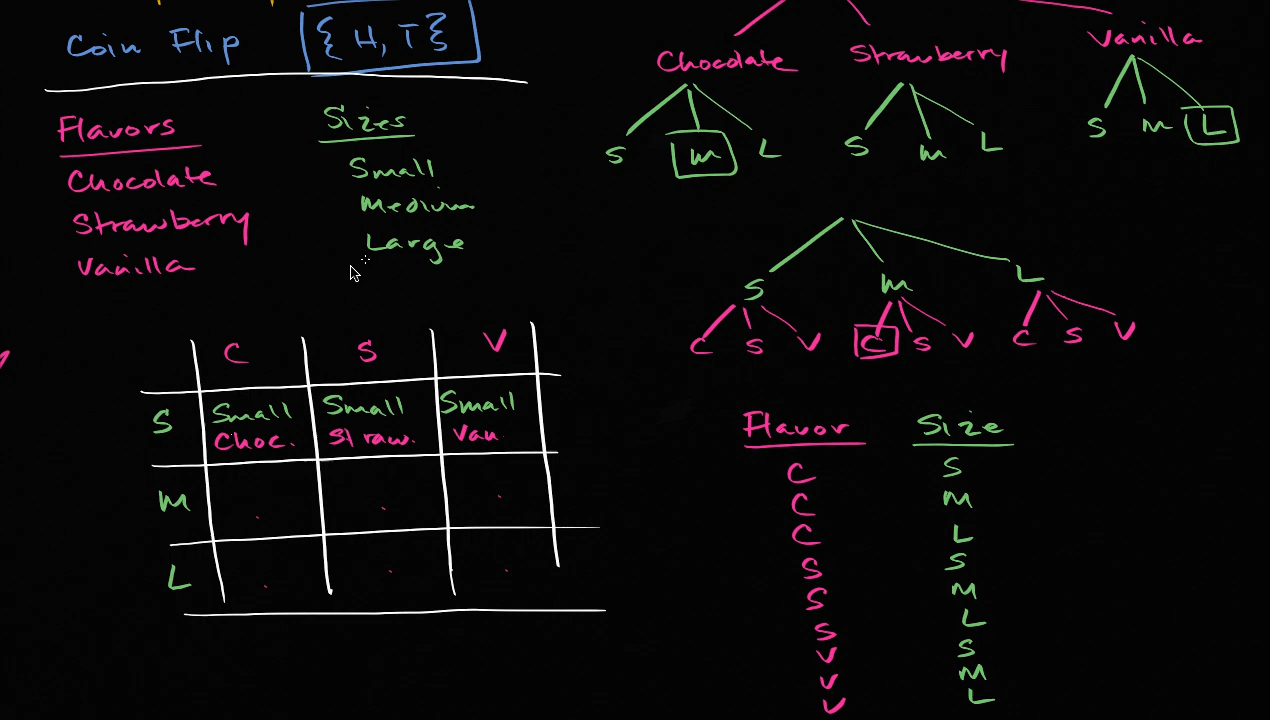 Coin Flip {H, T}
Flavors Sizes
Chocolate Small
Strawberry Medium
Vanilla Large
C S V
S Small Choc. Small Straw. Small Van.
M
L
Chocolate Strawberry Vanilla
S M L S M L S M L
S M L
C S V C S V C S V
Flavor Size
C S
C M
C L
S S
S M
S L
V S
V M
V L